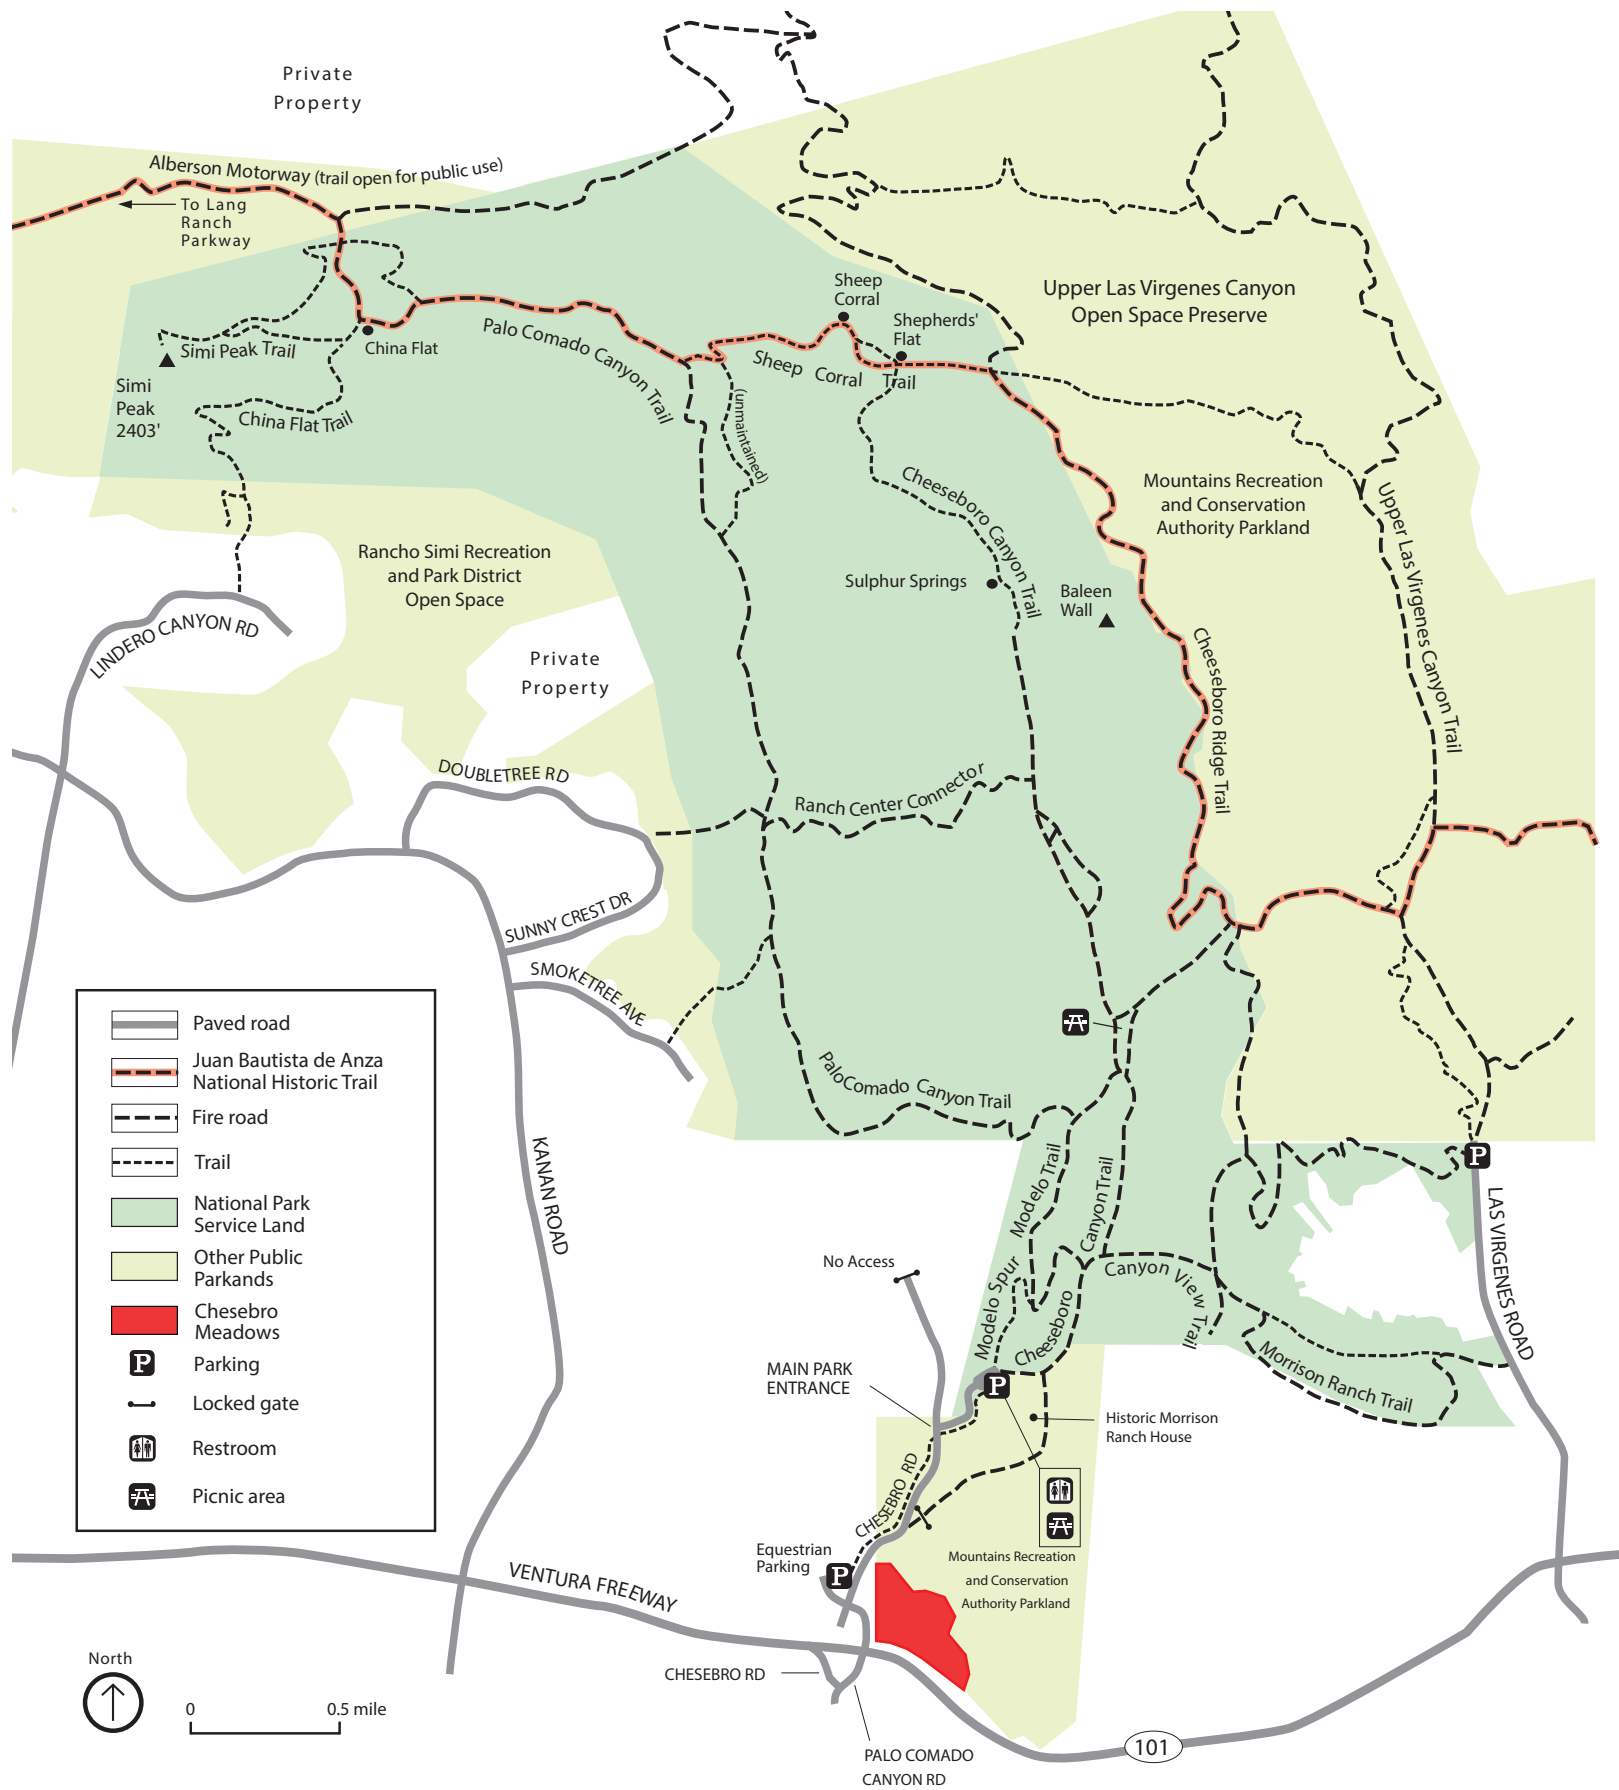 Private
Property
Alberson Motorway (trail open for public use)
To Lang
Ranch
Parkway
Sheep
Corral
Shepherds'
Flat
Upper Las Virgenes Canyon
Open Space Preserve
Simi Peak Trail
China Flat
Palo Comado Canyon Trail
Sheep Corral Trail
Simi
Peak
2403'
China Flat Trail
(unmaintained)
Cheeseboro Canyon Trail
Mountains Recreation
and Conservation
Authority Parkland
Upper Las Virgenes Canyon Trail
Rancho Simi Recreation
and Park District
Open Space
Sulphur Springs
Baleen
Wall
LINDERO CANYON RD
Private
Property
Cheeseboro Ridge Trail
DOUBLETREE RD
Ranch Center Connector
SUNNY CREST DR
SMOKETREE AVE
PaloComado Canyon Trail
Paved road
Juan Bautista de Anza
National Historic Trail
Fire road
Trail
National Park
Service Land
Other Public
Parkands
Chesebro
Meadows
P
Parking
Locked gate
Restroom
Picnic area
KANAN ROAD
Modelo Trail
CanyonTrail
P
LAS VIRGENES ROAD
No Access
Modelo Spur
Canyon View Trail
Cheeseboro
MAIN PARK
ENTRANCE
P
Morrison Ranch Trail
Historic Morrison
Ranch House
CHESEBRO RD
Equestrian
Parking
P
Mountains Recreation
and Conservation
Authority Parkland
VENTURA FREEWAY
North
0
0.5 mile
CHESEBRO RD
PALO COMADO
CANYON RD
101